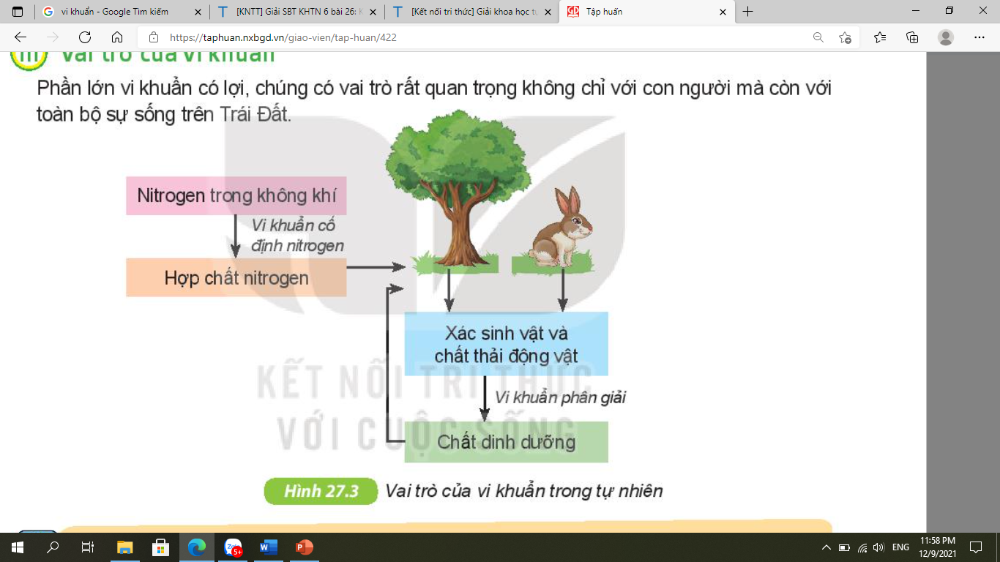 vi khuẩn - Google Tìm kiếm
[KNTT] Giải SBT KHTN 6 bài 26:
[Kết nối tri thức] Giải khoa học
Tập huấn
https://taphuan.nxbgd.vn/giao-vien/tap-huan/422
III Vai trò của vi khuẩn
Phần lớn vi khuẩn có lợi, chúng có vai trò rất quan trọng không chỉ với con người mà còn với
toàn bộ sự sống trên Trái Đất.
Nitrogen trong không khí
Vi khuẩn cố
định nitrogen
Hợp chất nitrogen
Xác sinh vật và
chất thải động vật
Vi khuẩn phân giải
Chất dinh dưỡng
KẾT NỐI TRI THỨC
VỚI CUỘC SỐNG
Hình 27.3 Vai trò của vi khuẩn trong tự nhiên
Zalo
5+
W
P
ENG
11:58 PM
12/9/2021